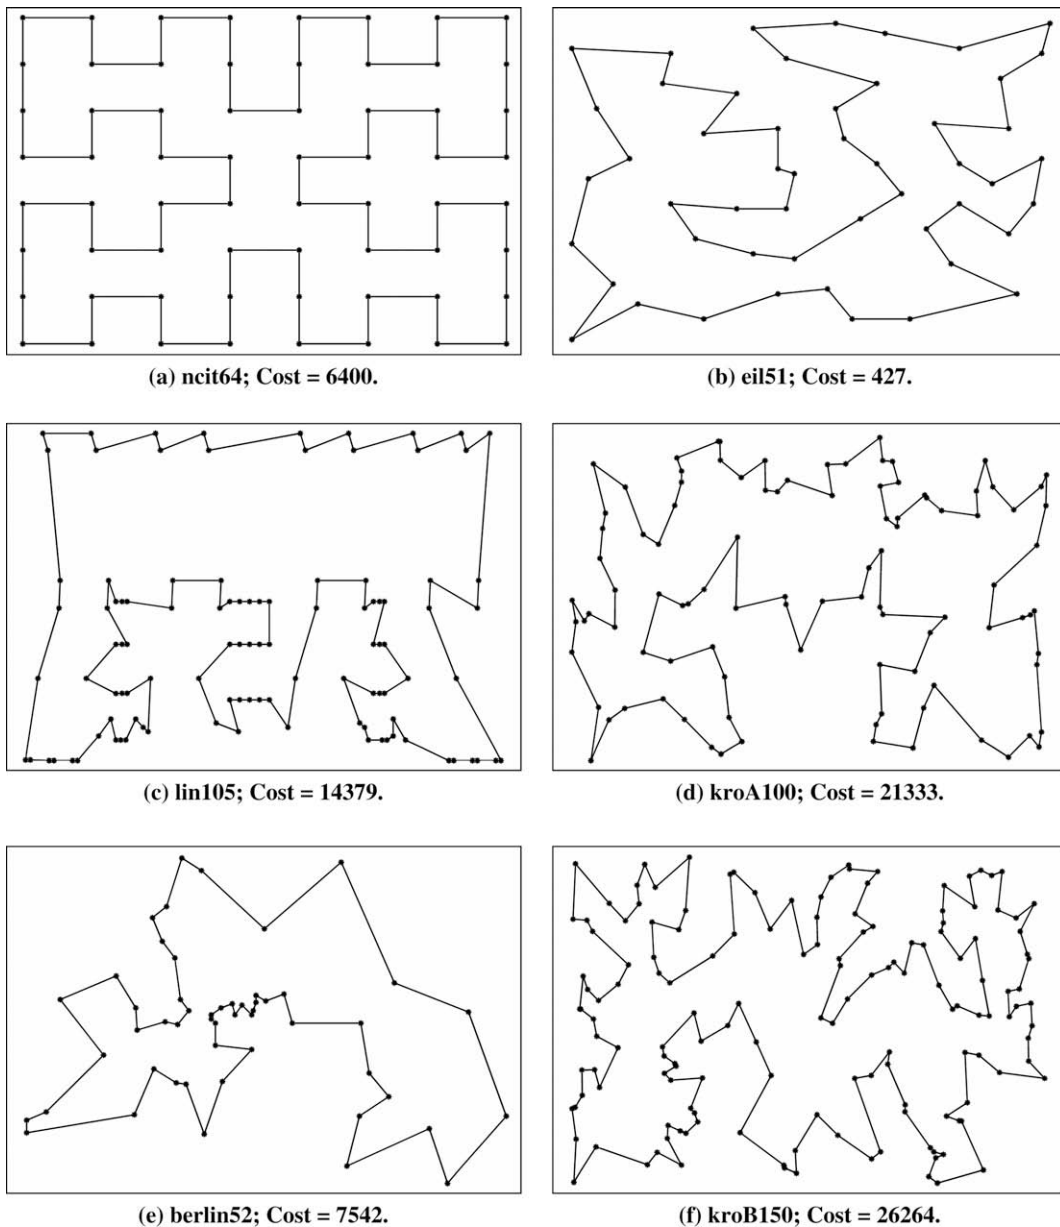 (a) ncit64; Cost = 6400.
(b) eil51; Cost = 427.
(c) lin105; Cost = 14379.
(d) kroA100; Cost = 21333.
(e) berlin52; Cost = 7542.
(f) kroB150; Cost = 26264.